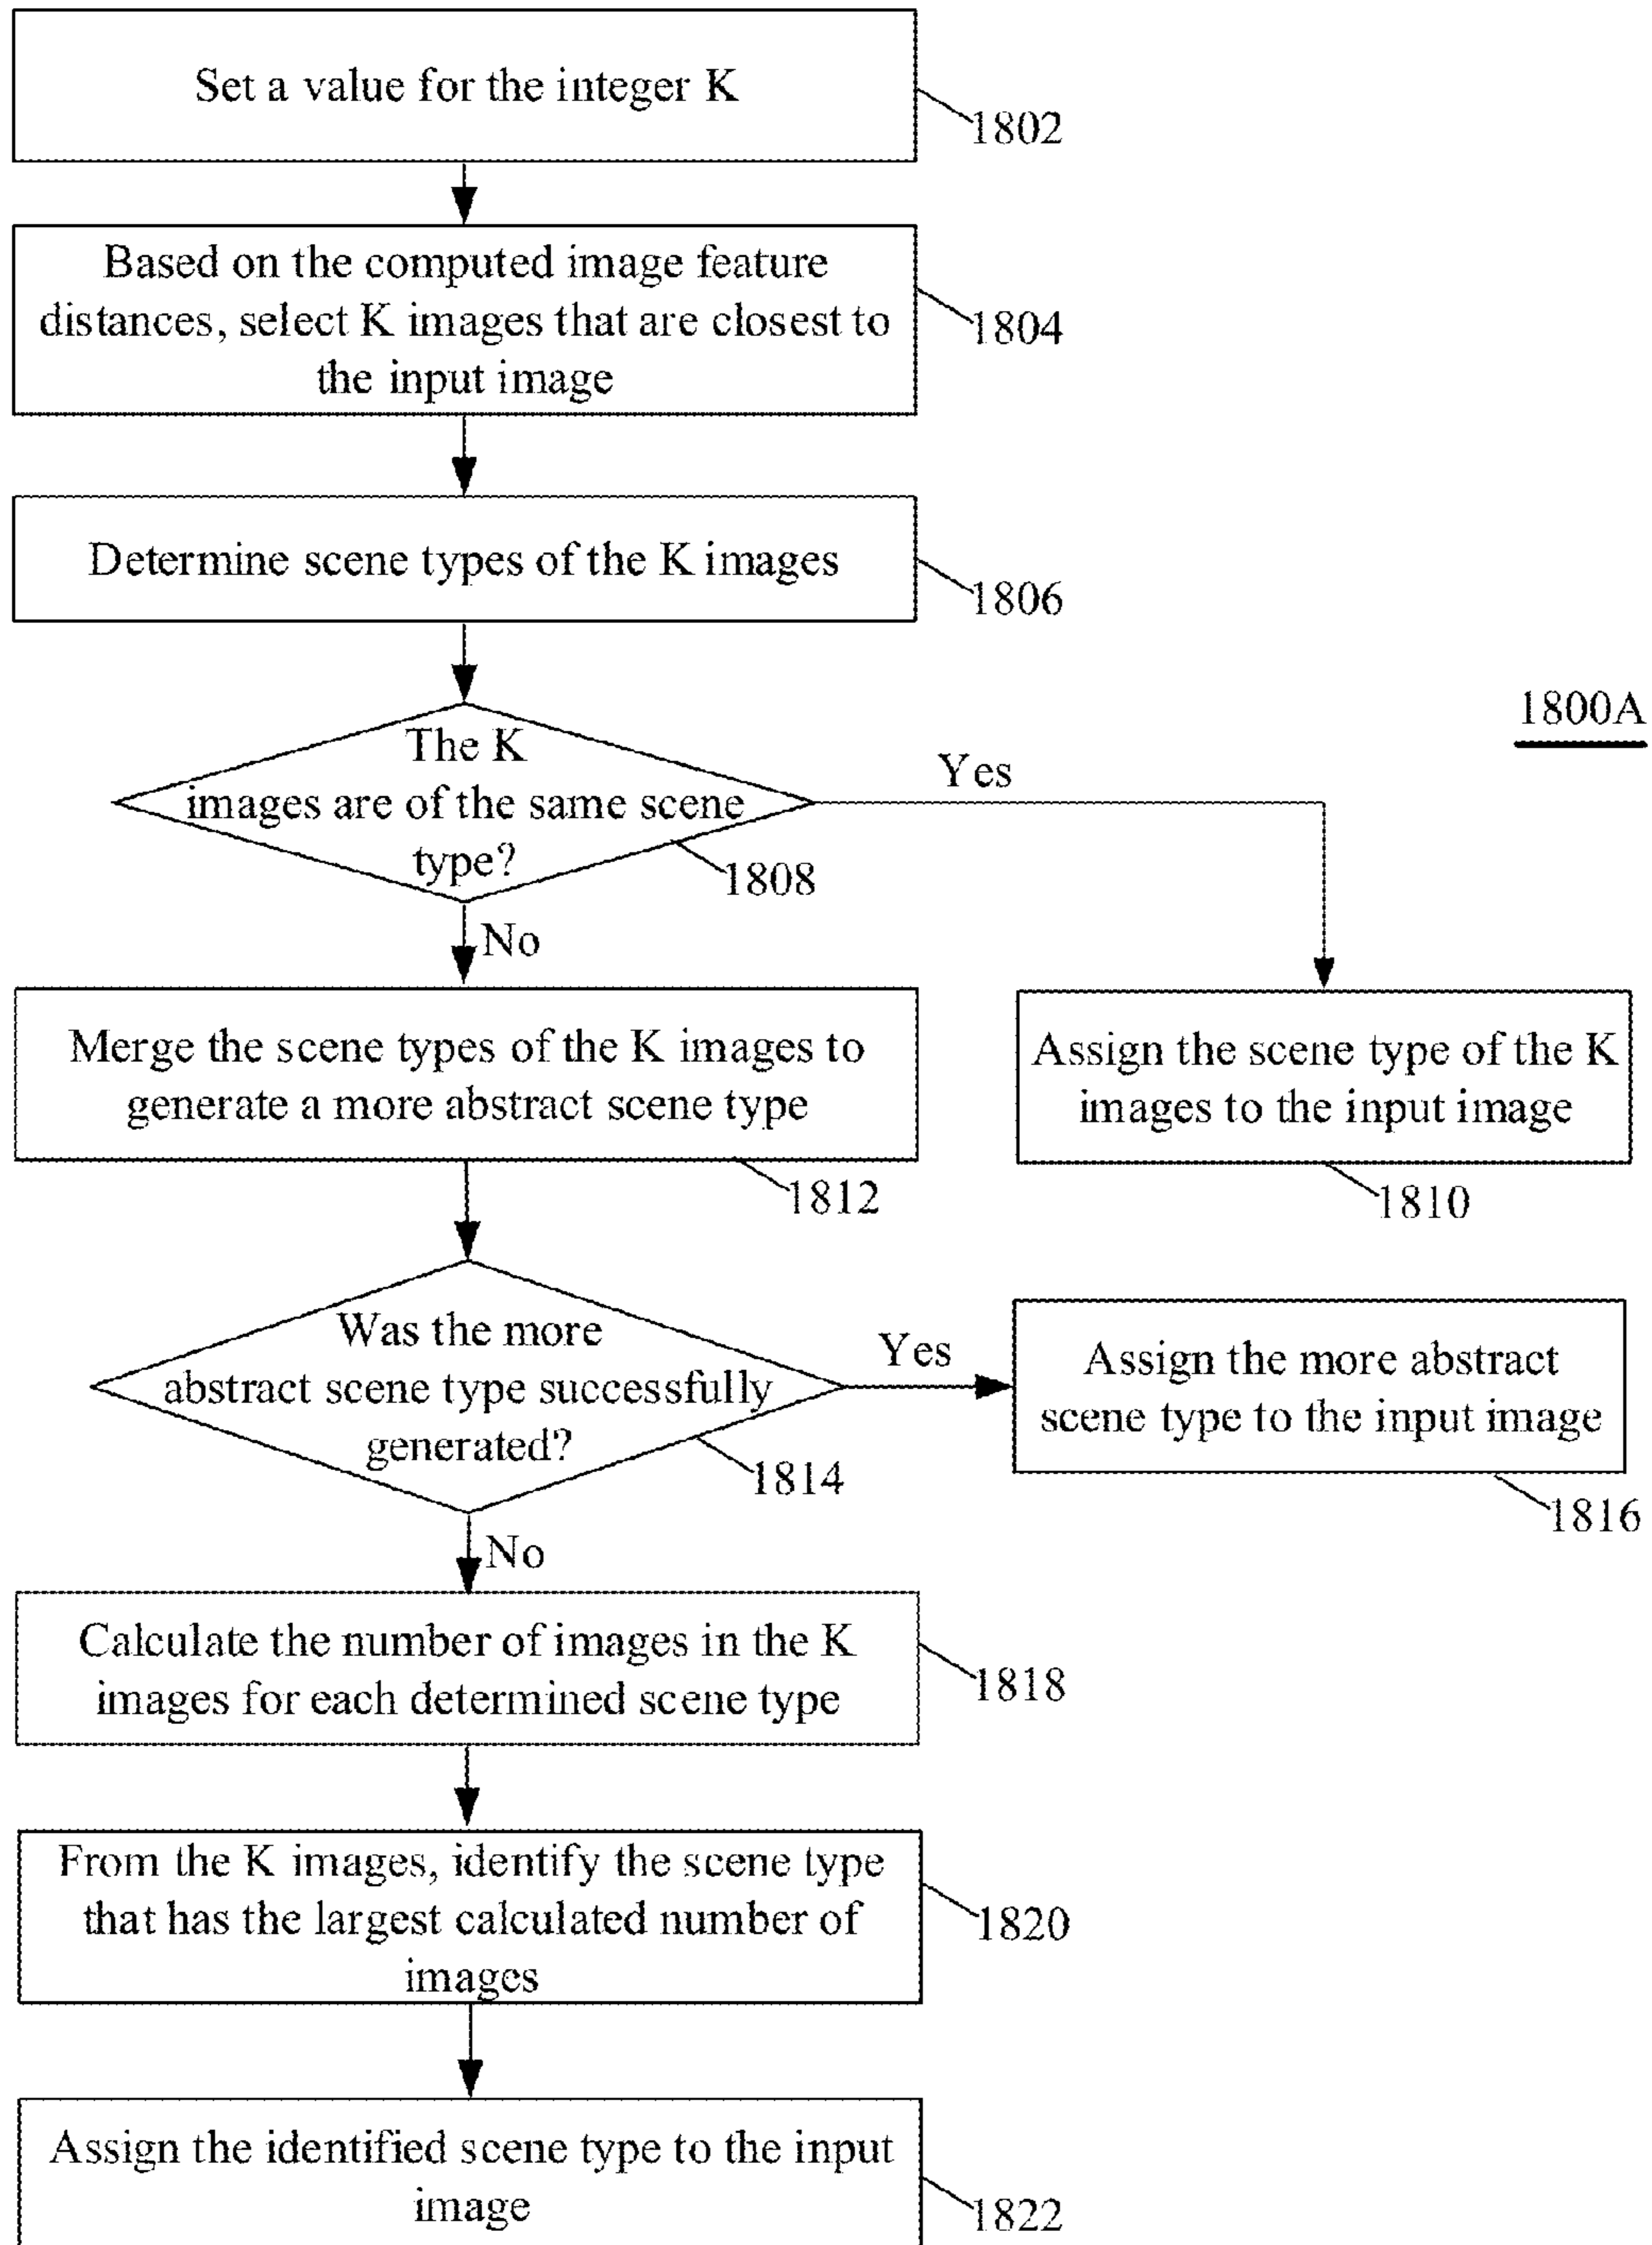 Set a value for the integer K
1802
Based on the computed image feature
distances, select K images that are closest to
the input image
1804
Determine scene types of the K images
1806
1800A
The K
images are of the same scene
type?
1808
Yes
No
Merge the scene types of the K images to
generate a more abstract scene type
1812
Assign the scene type of the K
images to the input image
1810
Was the more
abstract scene type successfully
generated?
1814
Yes
Assign the more abstract
scene type to the input image
1816
No
Calculate the number of images in the K
images for each determined scene type
1818
From the K images, identify the scene type
that has the largest calculated number of
images
1820
Assign the identified scene type to the input
image
1822